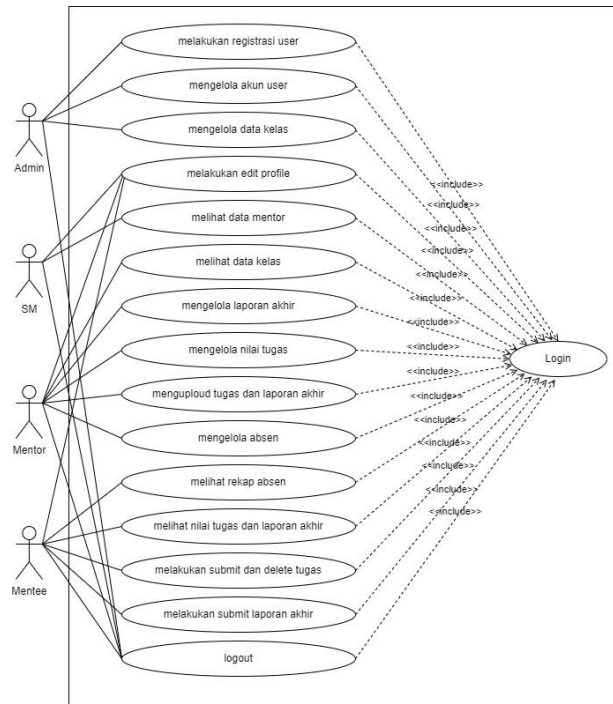 melakukan registrasi user
mengelola akun user
mengelola data kelas
Admin
melakukan edit profile
<<include>>
<<include>>
melihat data mentor
<<include>>
<<include>>
melihat data kelas
<<include>>
SM
mengelola laporan akhir
<<include>>
<<include>>
mengelola nilai tugas
<<include>>
Login
menguploud tugas dan laporan akhir
<<include>>
<<include>>
Mentor
mengelola absen
<<include>>
<<include>>
melihat rekap absen
<<include>>
<<include>>
melihat nilai tugas dan laporan akhir
<<include>>
Mentee
melakukan submit dan delete tugas
melakukan submit laporan akhir
logout